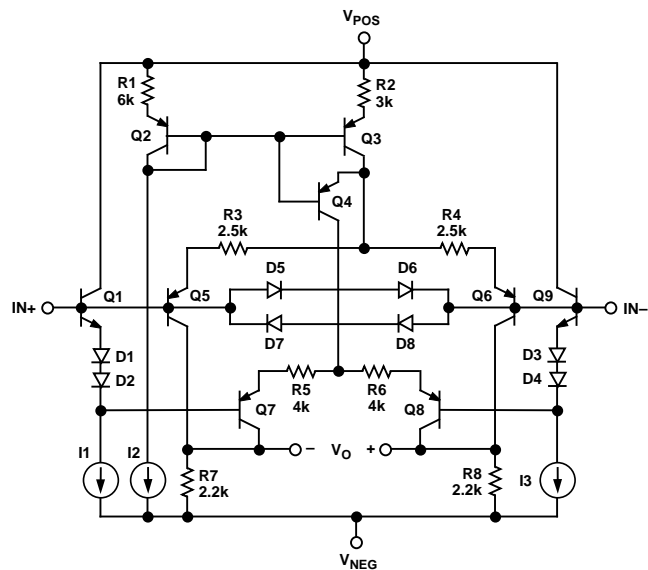 VPOS
R1
6k
R2
3k
Q2
Q3
Q4
R3
2.5k
R4
2.5k
D5
D6
IN+
Q1
Q5
Q6
Q9
IN–
D7
D8
D1
D2
D3
D4
R5
4k
R6
4k
Q7
Q8
I1
I2
– VO +
R7
2.2k
R8
2.2k
I3
VNEG